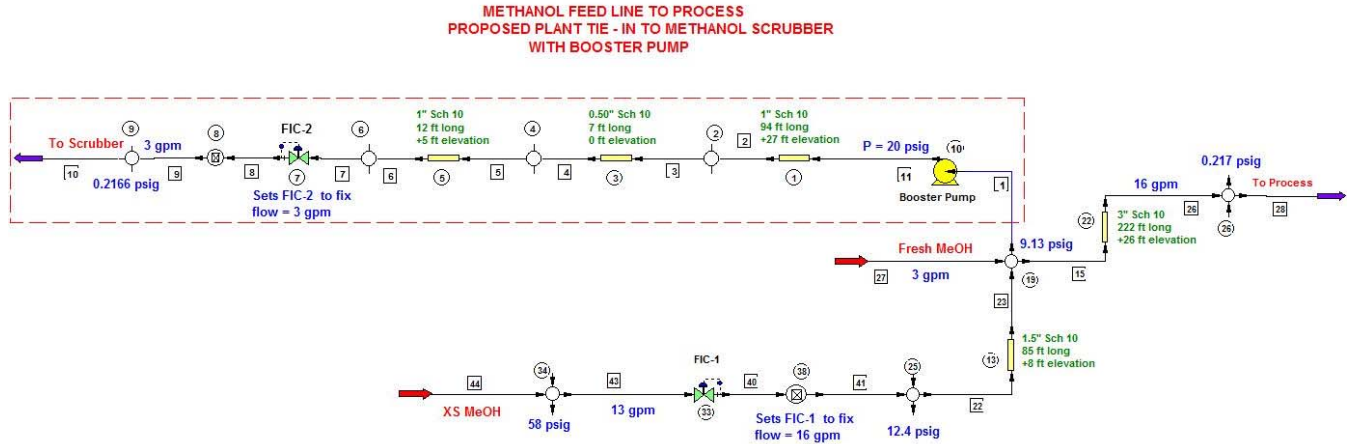 METHANOL FEED LINE TO PROCESS
PROPOSED PLANT TIE - IN TO METHANOL SCRUBBER
WITH BOOSTER PUMP
To Scrubber
10
9
0.2166 psig
3 gpm
9
8
8
FIC-2
7
Sets FIC-2 to fix
flow = 3 gpm
7
6
6
1" Sch 10
12 ft long
+5 ft elevation
5
5
4
4
0.50" Sch 10
7 ft long
0 ft elevation
3
3
2
2
1" Sch 10
94 ft long
+27 ft elevation
1
P = 20 psig
11
10
Booster Pump
1
Fresh MeOH
27
3 gpm
9.13 psig
19
15
22
3" Sch 10
222 ft long
+26 ft elevation
16 gpm
26
0.217 psig
26
To Process
28
23
1.5" Sch 10
85 ft long
+8 ft elevation
13
XS MeOH
44
34
58 psig
43
13 gpm
FIC-1
33
40
38
Sets FIC-1 to fix
flow = 16 gpm
41
25
12.4 psig
22